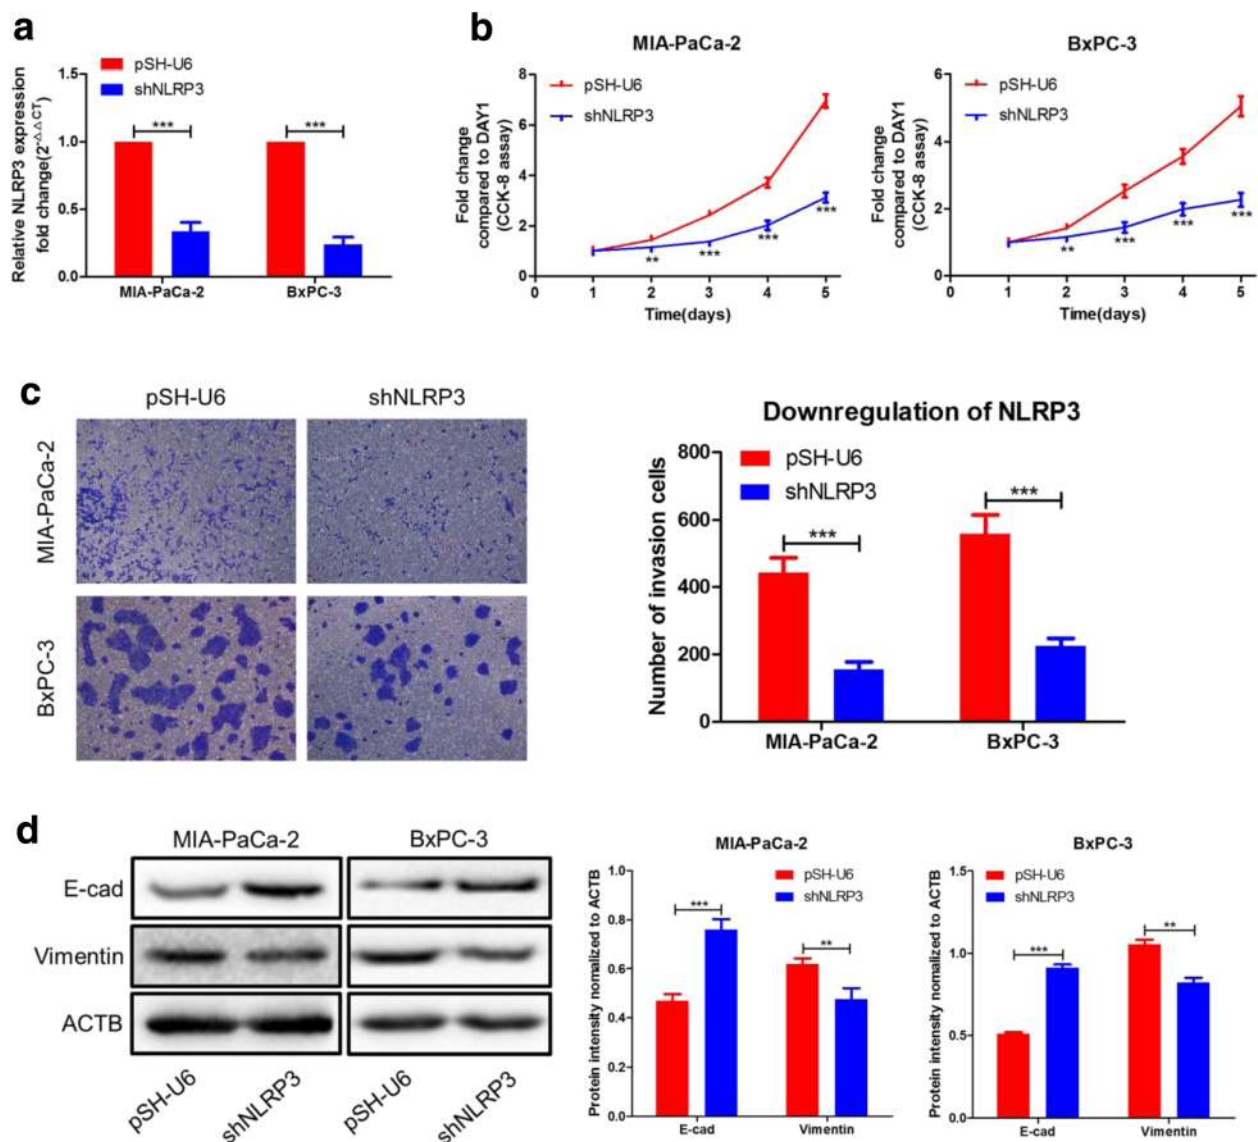 a
pSH-U6
shNLRP3
Relative NLRP3 expression
fold change(2^-△△CT)
1.5
1.0
0.5
0.0
***
***
MIA-PaCa-2
BxPC-3
b
MIA-PaCa-2
pSH-U6
shNLRP3
Fold change
compared to DAY1
(CCK-8 assay)
8
6
4
2
0
**
***
***
***
0
1
2
3
4
5
Time(days)
BxPC-3
pSH-U6
shNLRP3
Fold change
compared to DAY1
(CCK-8 assay)
6
4
2
0
**
***
***
***
0
1
2
3
4
5
Time(days)
c
pSH-U6
shNLRP3
MIA-PaCa-2
BxPC-3
Downregulation of NLRP3
pSH-U6
shNLRP3
Number of invasion cells
800
600
400
200
0
***
***
MIA-PaCa-2
BxPC-3
d
MIA-PaCa-2
BxPC-3
E-cad
Vimentin
ACTB
pSH-U6
shNLRP3
pSH-U6
shNLRP3
MIA-PaCa-2
pSH-U6
shNLRP3
Protein intensity nomalized to ACTB
1.0
0.8
0.6
0.4
0.2
0.0
***
**
E-cad
Vimentin
BxPC-3
pSH-U6
shNLRP3
Protein intensity nomalized to ACTB
1.5
1.0
0.5
0.0
***
**
E-cad
Vimentin